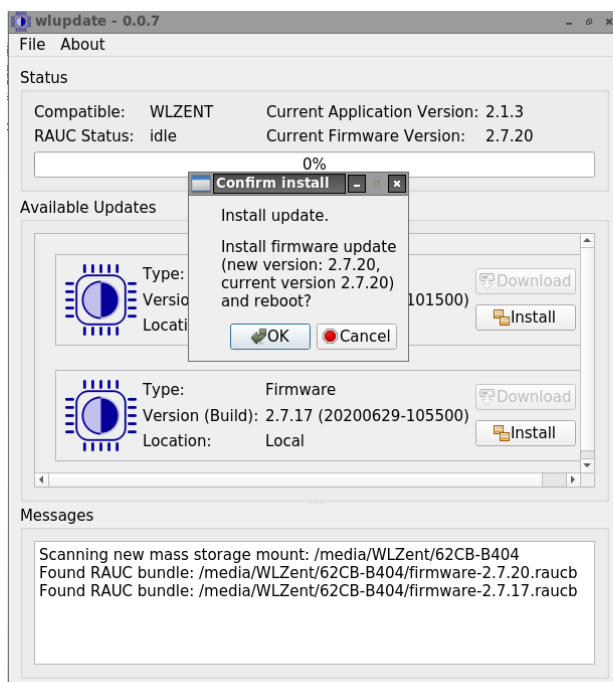 wlupdate - 0.0.7
File About
Status
Compatible: WLZENT Current Application Version: 2.1.3
RAUC Status: idle Current Firmware Version: 2.7.20
0%
Confirm install
Install update.
Install firmware update
(new version: 2.7.20,
current version 2.7.20)
and reboot?
OK Cancel
Available Updates
Type:
Download
101500)
Install
Type: Firmware
Download
Version (Build): 2.7.17 (20200629-105500)
Install
Location: Local
Messages
Scanning new mass storage mount: /media/WLZent/62CB-B404
Found RAUC bundle: /media/WLZent/62CB-B404/firmware-2.7.20.raucb
Found RAUC bundle: /media/WLZent/62CB-B404/firmware-2.7.17.raucb